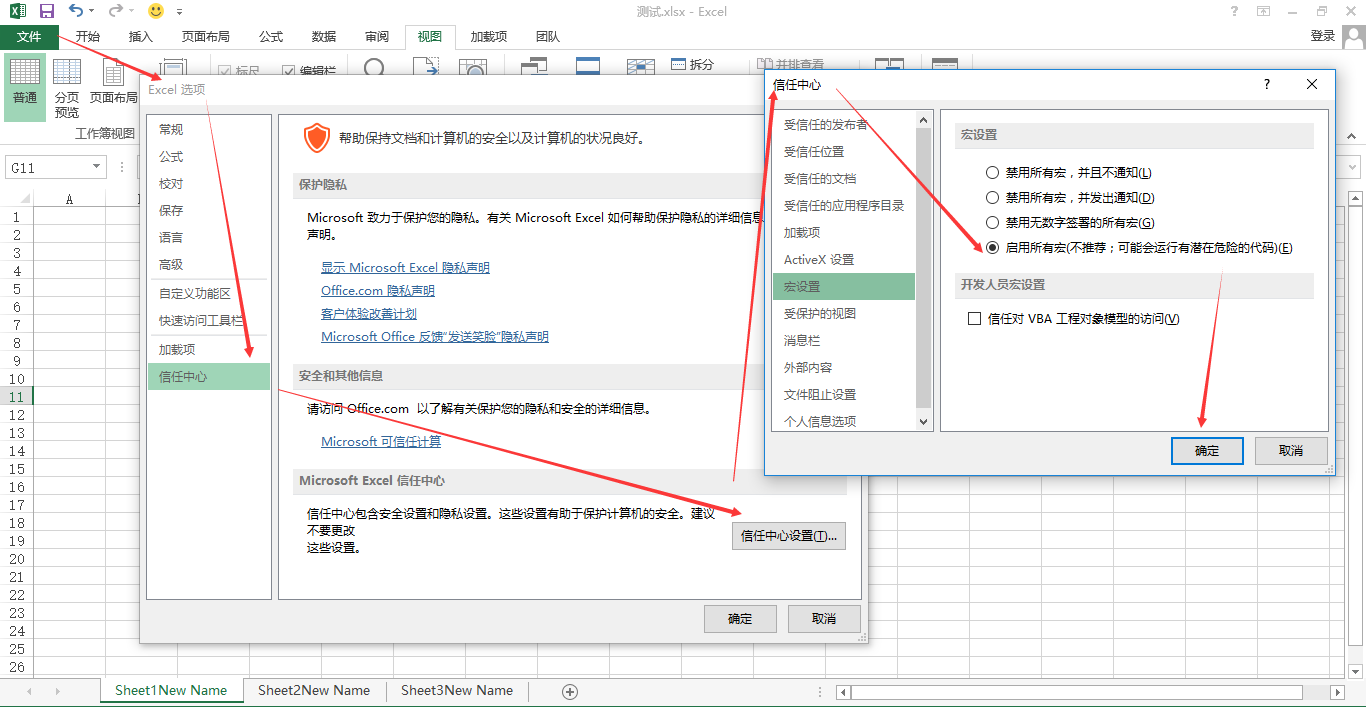 测试.xlsx - Excel
文件 开始 插入 页面布局 公式 数据 审阅 视图 加载项 团队
登录
普通
分页
预览
页面布局
标尺
编辑栏
拆分
并排查看
工作簿视图
G11
A
1
2
3
4
5
6
7
8
9
10
11
12
13
14
15
16
17
18
19
20
21
22
23
24
25
26
Excel 选项
常规
公式
校对
保存
语言
高级
自定义功能区
快速访问工具栏
加载项
信任中心
帮助保持文档和计算机的安全以及计算机的状况良好。
保护隐私
Microsoft 致力于保护您的隐私。有关 Microsoft Excel 如何帮助保护隐私的详细信息
声明。
显示 Microsoft Excel 隐私声明
Office.com 隐私声明
客户体验改善计划
Microsoft Office 反馈“发送笑脸”隐私声明
安全和其他信息
请访问 Office.com 以了解有关保护您的隐私和安全的详细信息。
Microsoft 可信任计算
Microsoft Excel 信任中心
信任中心包含安全设置和隐私设置。这些设置有助于保护计算机的安全。建议
不要更改
这些设置。
信任中心设置(T)...
确定
取消
信任中心
?
受信任的发布者
受信任位置
受信任的文档
受信任的应用程序目录
加载项
ActiveX 设置
宏设置
受保护的视图
消息栏
外部内容
文件阻止设置
个人信息选项
宏设置
禁用所有宏，并且不通知(L)
禁用所有宏，并发出通知(D)
禁用无数字签署的所有宏(G)
启用所有宏(不推荐；可能会运行有潜在危险的代码)(E)
开发人员宏设置
信任对 VBA 工程对象模型的访问(V)
确定
取消
Sheet1New Name
Sheet2New Name
Sheet3New Name